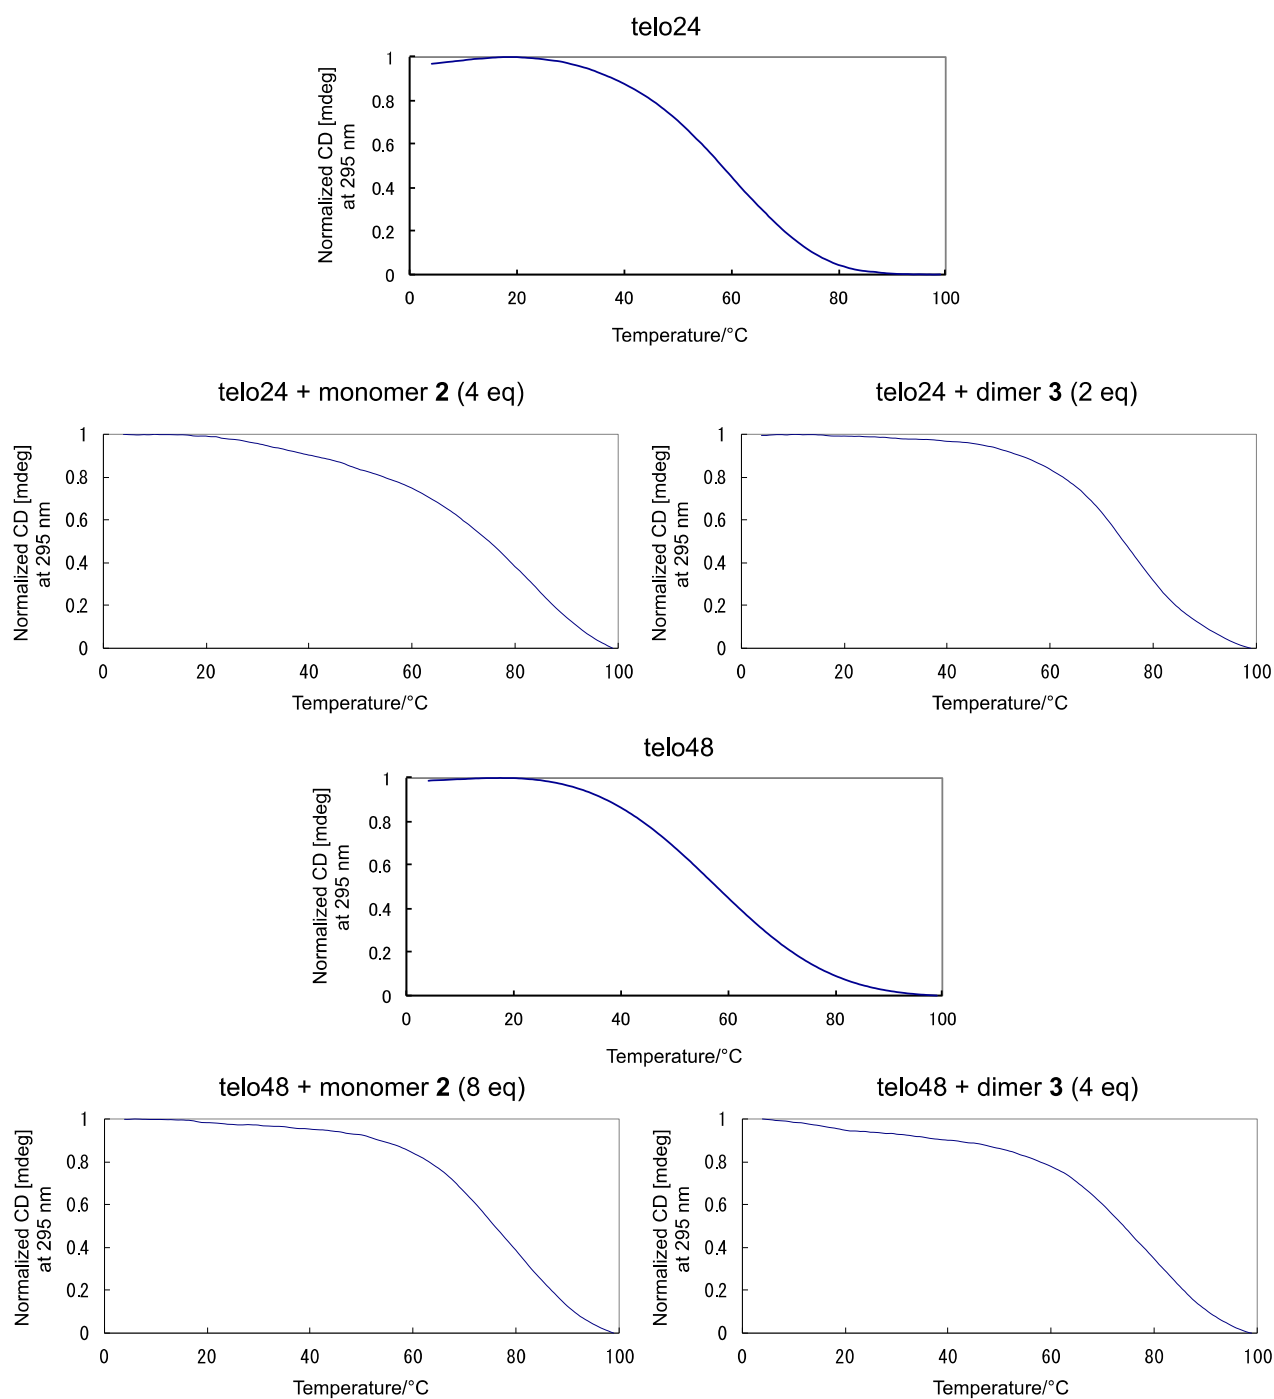 telo24
Normalized CD [mdeg]
at 295 nm
1
0.8
0.6
0.4
0.2
0
0 20 40 60 80 100
Temperature/°C
telo24 + monomer 2 (4 eq)
Normalized CD [mdeg]
at 295 nm
1
0.8
0.6
0.4
0.2
0
0 20 40 60 80 100
Temperature/°C
telo24 + dimer 3 (2 eq)
Normalized CD [mdeg]
at 295 nm
1
0.8
0.6
0.4
0.2
0
0 20 40 60 80 100
Temperature/°C
telo48
Normalized CD [mdeg]
at 295 nm
1
0.8
0.6
0.4
0.2
0
0 20 40 60 80 100
Temperature/°C
telo48 + monomer 2 (8 eq)
Normalized CD [mdeg]
at 295 nm
1
0.8
0.6
0.4
0.2
0
0 20 40 60 80 100
Temperature/°C
telo48 + dimer 3 (4 eq)
Normalized CD [mdeg]
at 295 nm
1
0.8
0.6
0.4
0.2
0
0 20 40 60 80 100
Temperature/°C